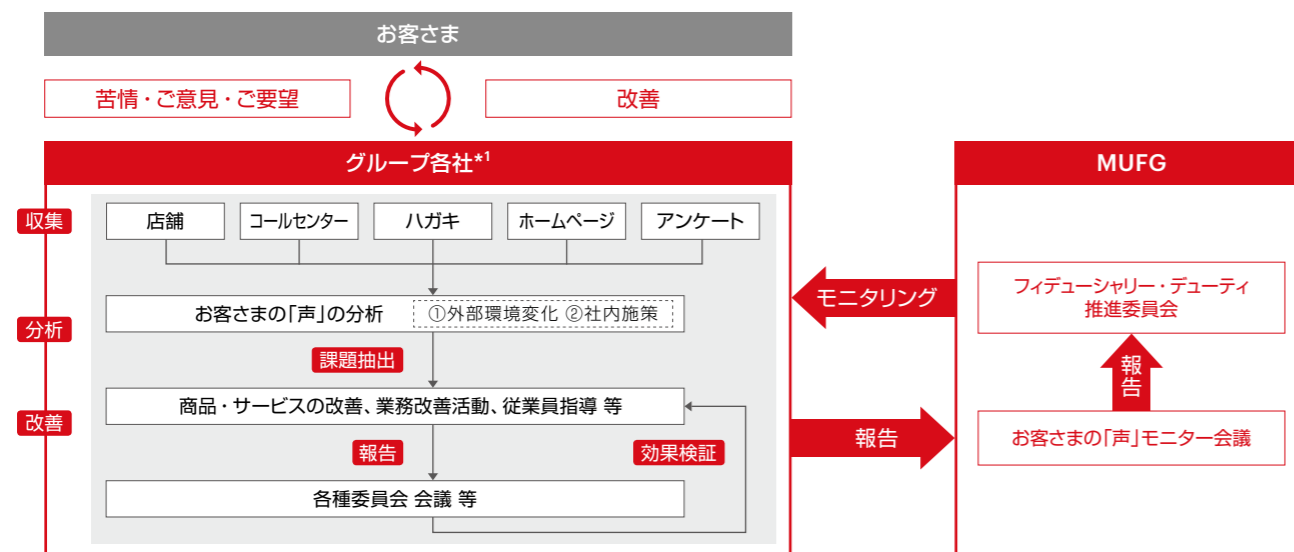 お客さま
苦情・ご意見・ご要望
改善
グループ各社*1
収集
店舗
コールセンター
ハガキ
ホームページ
アンケート
分析
お客さまの「声」の分析
①外部環境変化 ②社内施策
課題抽出
改善
商品・サービスの改善、業務改善活動、従業員指導 等
報告
効果検証
各種委員会 会議 等
モニタリング
報告
MUFG
フィデューシャリー・デューティ
推進委員会
報告
お客さまの「声」モニター会議